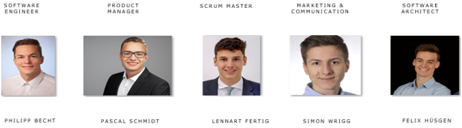 SOFTWARE
ENGINEER
PRODUCT
MANAGER
SCRUM MASTER
MARKETING &
COMMUNICATION
SOFTWARE
ARCHITECT
PHILIPP BECHT
PASCAL SCHMIDT
LENNART FERTIG
SIMON WRIGG
FELIX HÜSGEN